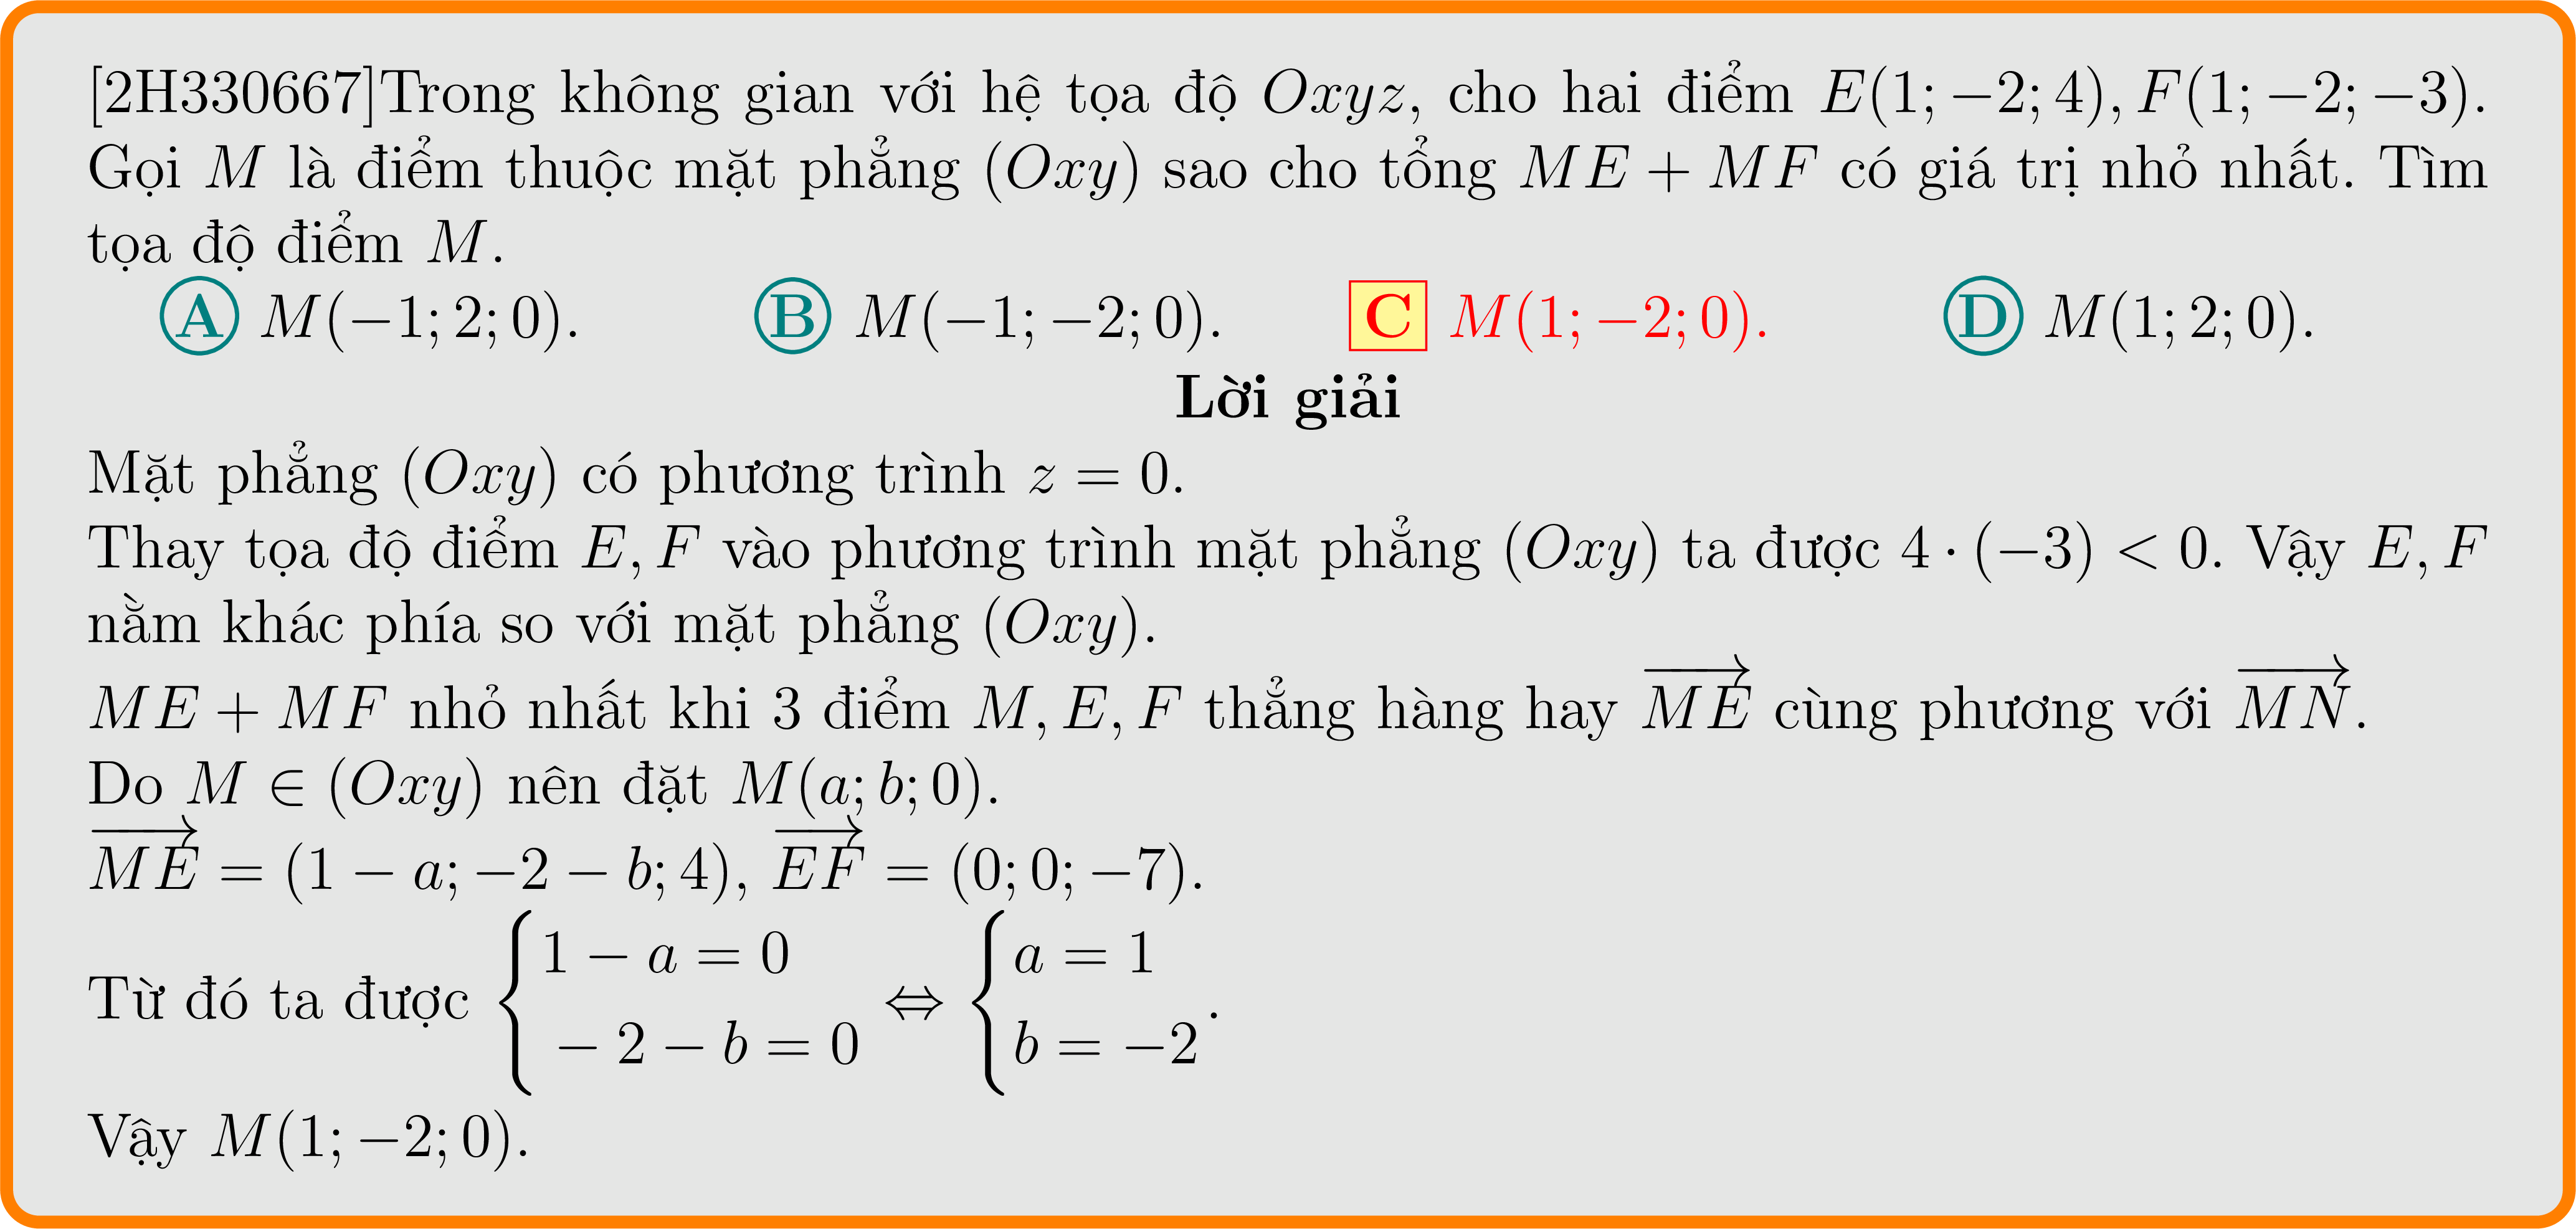 [2H330667]Trong không gian với hệ tọa độ Oxyz, cho hai điểm E(1; −2; 4), F(1; −2; −3).
Gọi M là điểm thuộc mặt phẳng (Oxy) sao cho tổng ME + MF có giá trị nhỏ nhất. Tìm
tọa độ điểm M.
A M(−1; 2; 0). B M(−1; −2; 0). C M(1; −2; 0). D M(1; 2; 0).
Lời giải
Mặt phẳng (Oxy) có phương trình z = 0.
Thay tọa độ điểm E, F vào phương trình mặt phẳng (Oxy) ta được 4 · (−3) < 0. Vậy E, F
nằm khác phía so với mặt phẳng (Oxy).
ME + MF nhỏ nhất khi 3 điểm M, E, F thẳng hàng hay $\overrightarrow{ME}$ cùng phương với $\overrightarrow{MN}$.
Do M ∈ (Oxy) nên đặt M(a; b; 0).
$\overrightarrow{ME}$ = (1 − a; −2 − b; 4), $\overrightarrow{EF}$ = (0; 0; −7).
Từ đó ta được $\begin{cases} 1 - a = 0 \\ -2 - b = 0 \end{cases} \Leftrightarrow \begin{cases} a = 1 \\ b = -2 \end{cases}$.
Vậy M(1; −2; 0).